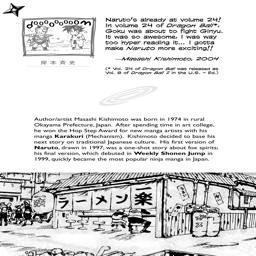 doooooooom
Naruto's already at volume 24!
In volume 24 of Dragon Ball*,
Goku was about to fight Ginyu.
It was so awesome. I was way
too hyper reading it... I gotta
make Naruto more exciting!!
—Masashi Kishimoto, 2004
(* Vol. 24 of Dragon Ball was released as
Vol. 8 of Dragon Ball Z in the U.S. – Ed.)
岸本斉史
Author/artist Masashi Kishimoto was born in 1974 in rural
Okayama Prefecture, Japan. After spending time in art college,
he won the Hop Step Award for new manga artists with his
manga Karakuri (Mechanism). Kishimoto decided to base his
next story on traditional Japanese culture. His first version of
Naruto, drawn in 1997, was a one-shot story about fox spirits;
his final version, which debuted in Weekly Shonen Jump in
1999, quickly became the most popular ninja manga in Japan.
ラーメン 楽